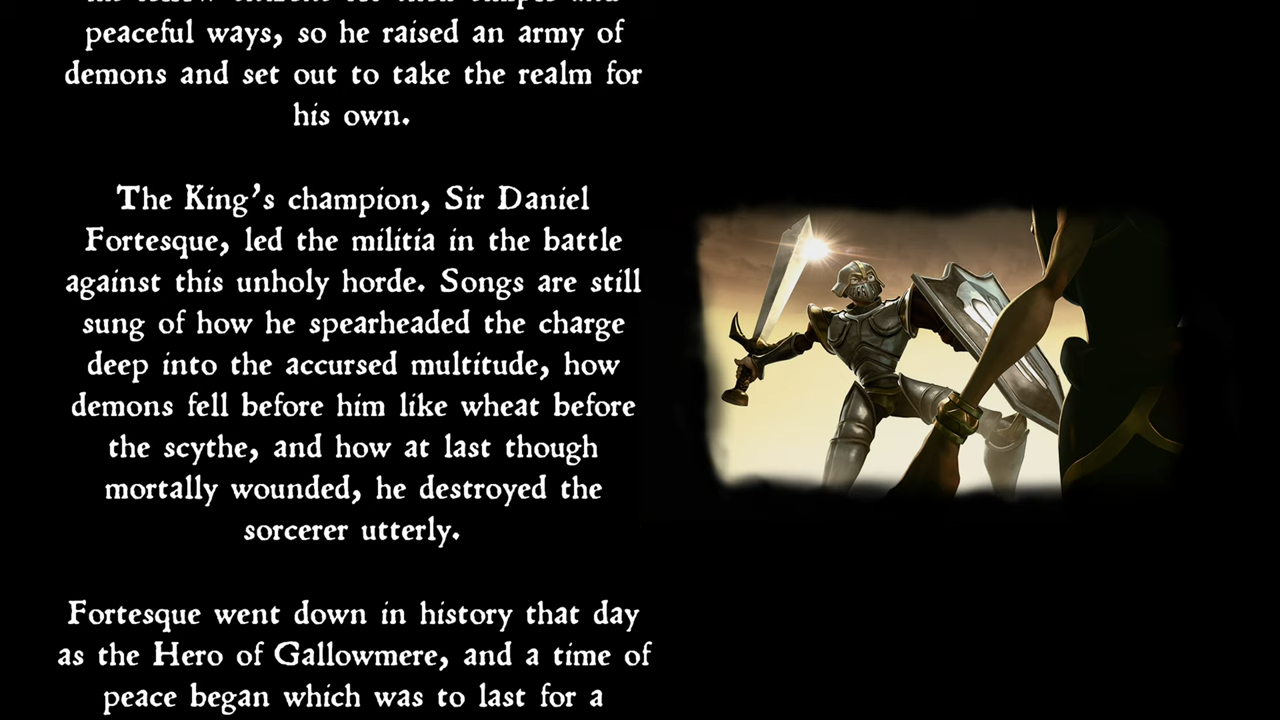 peaceful ways, so he raised an army of
demons and set out to take the realm for
his own.
The King's champion, Sir Daniel
Fortesque, led the militia in the battle
against this unholy horde. Songs are still
sung of how he spearheaded the charge
deep into the accursed multitude, how
demons fell before him like wheat before
the scythe, and how at last though
mortally wounded, he destroyed the
sorcerer utterly.
Fortesque went down in history that day
as the Hero of Gallowmere, and a time of
peace began which was to last for a